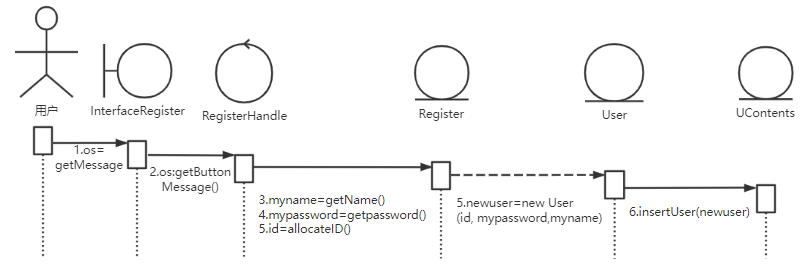 用户
InterfaceRegister
RegisterHandle
Register
User
UContents
1.os=
getMessage
2.os:getButton
Message()
3.myname=getName()
4.mypassword=getpassword()
5.id=allocateID()
5.newuser=new User
(id, mypassword,myname)
6.insertUser(newuser)